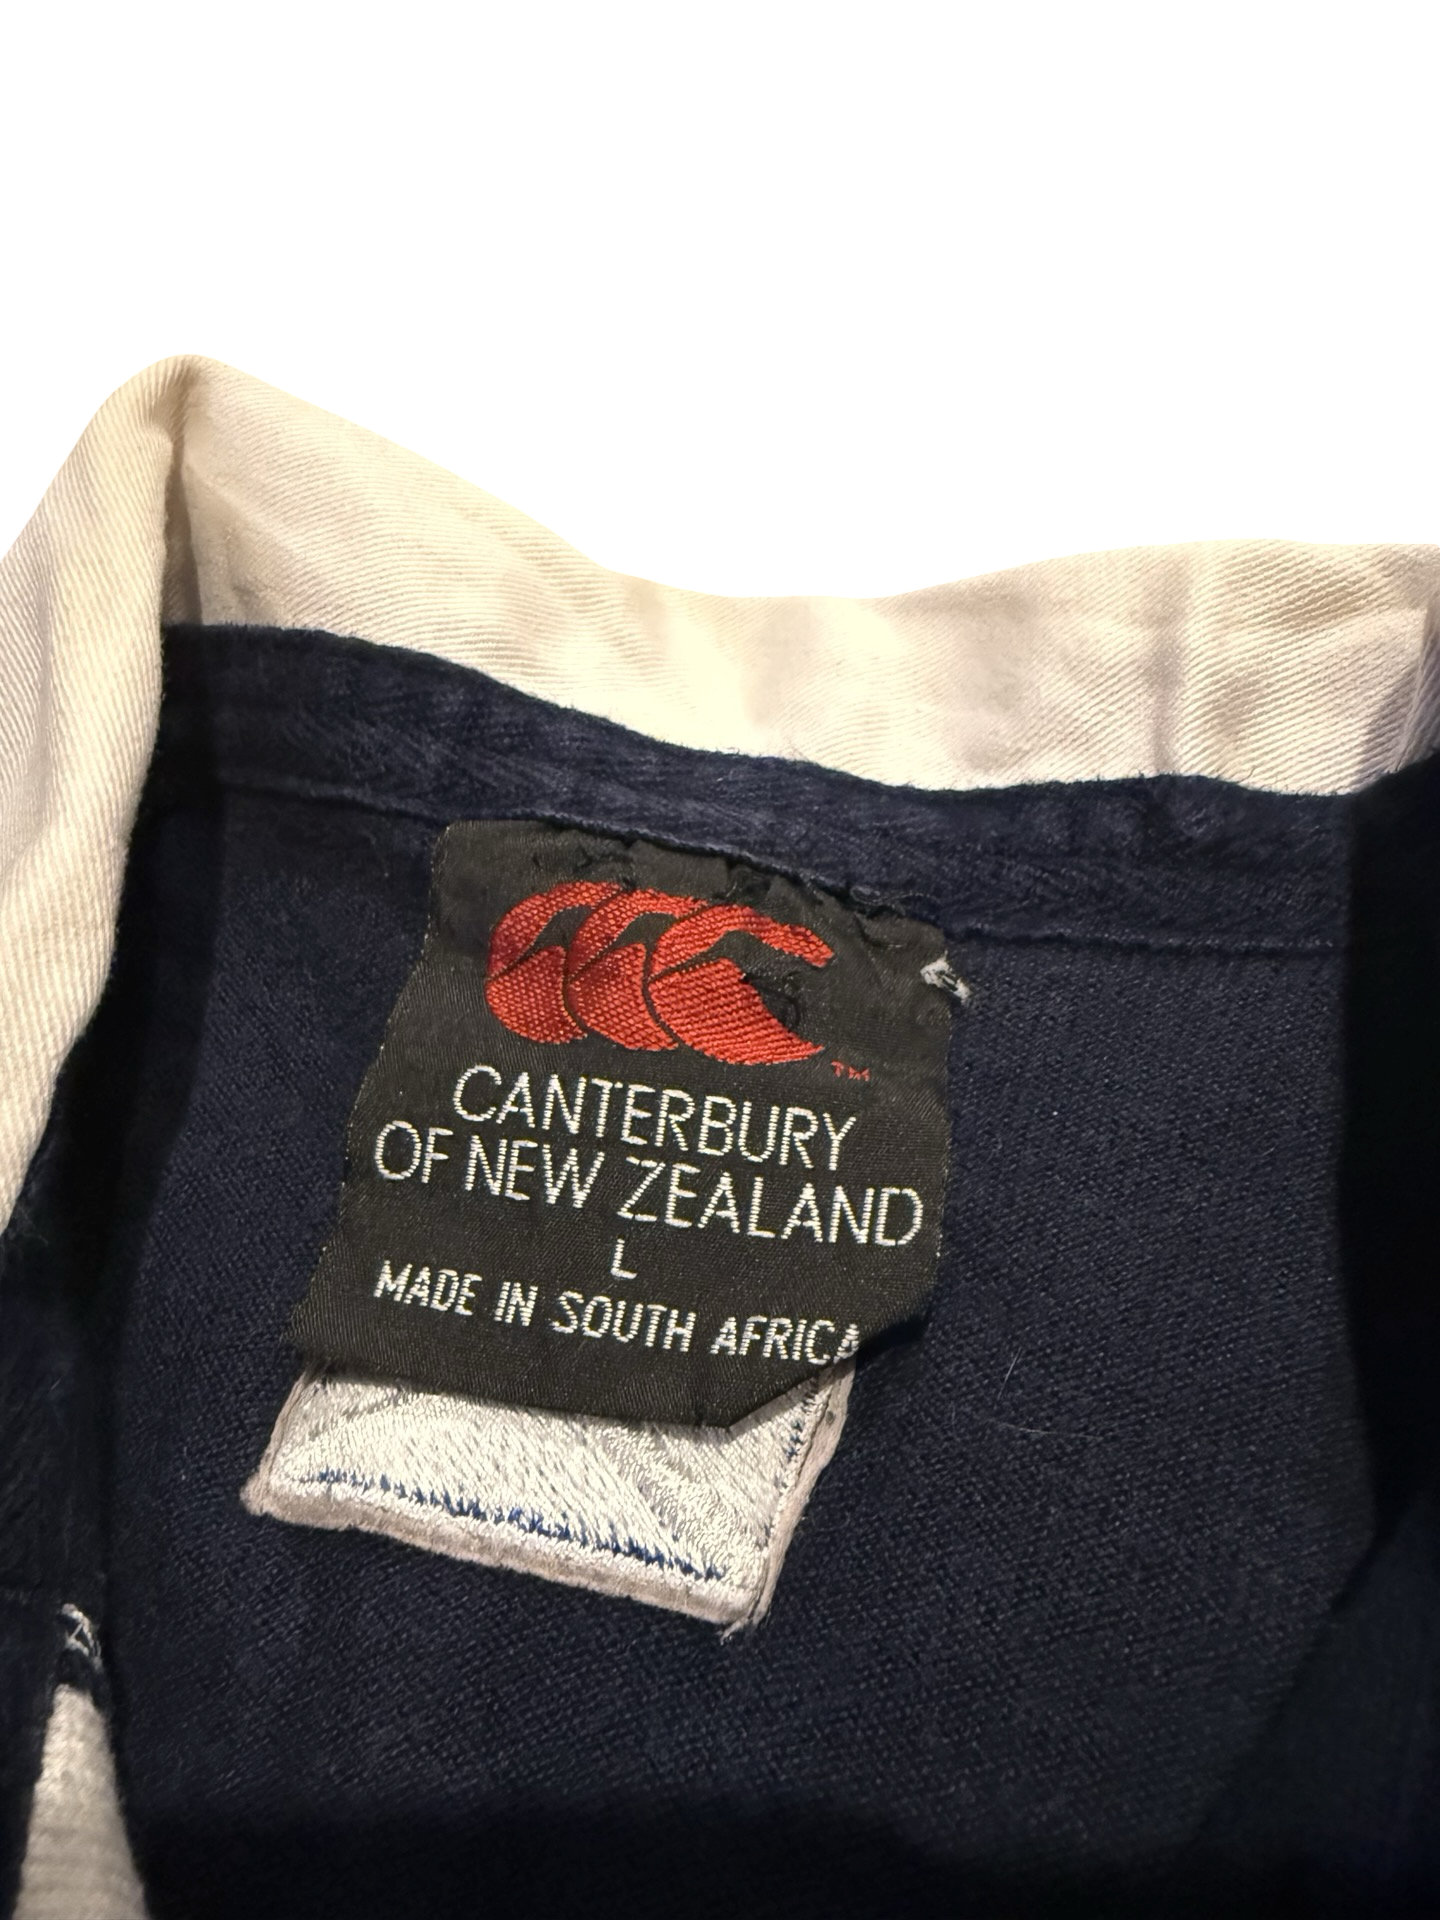 ™
CANTERBURY
OF NEW ZEALAND
L
MADE IN SOUTH AFRICA